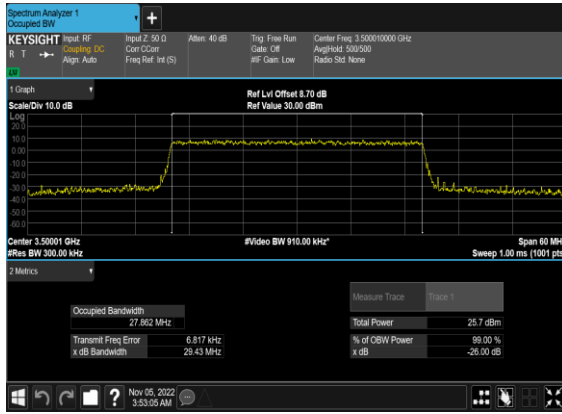 Spectrum Analyzer 1
Occupied BW
+
KEYSIGHT
R T
LXI
Input: RF
Coupling: DC
Align: Auto
Input Z: 50 Ω
Corr CCorr
Freq Ref: Int (S)
Atten: 40 dB
Trig: Free Run
Gate: Off
#IF Gain: Low
Center Freq: 3.500010000 GHz
Avg|Hold: 500/500
Radio Std: None
1 Graph
Scale/Div 10.0 dB
Ref Lvl Offset 8.70 dB
Ref Value 30.00 dBm
Log
20.0
10.0
0.00
-10.0
-20.0
-30.0
-40.0
-50.0
-60.0
Center 3.50001 GHz
#Res BW 300.00 kHz
#Video BW 910.00 kHz*
Span 60 MH
Sweep 1.00 ms (1001 pts
2 Metrics
Measure Trace Trace 1
Occupied Bandwidth
27.862 MHz
Total Power 25.7 dBm
Transmit Freq Error 6.817 kHz
% of OBW Power 99.00 %
x dB Bandwidth 29.43 MHz
x dB -26.00 dB
?
Nov 05, 2022
3:53:05 AM